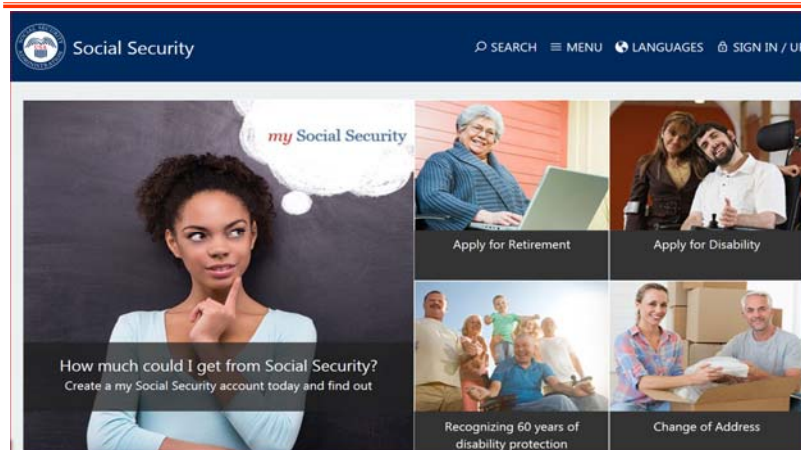 Social Security
SEARCH MENU LANGUAGES SIGN IN /
my Social Security
Apply for Retirement
Apply for Disability
How much could I get from Social Security?
Create a my Social Security account today and find out
Recognizing 60 years of
disability protection
Change of Address